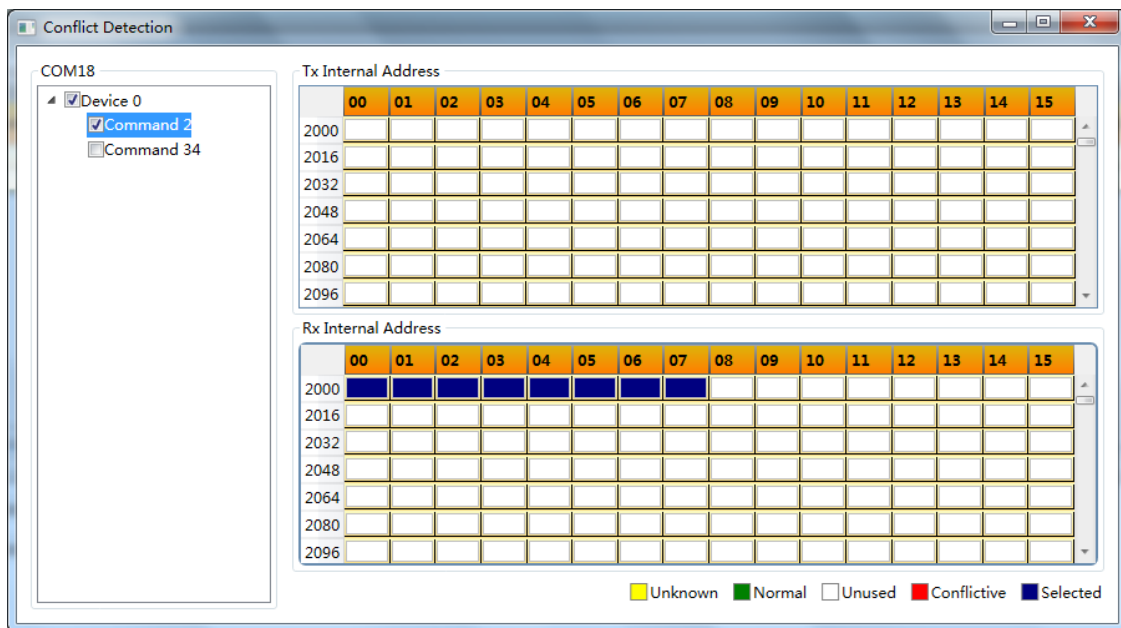 Conflict Detection
COM18
Device 0
Command 2
Command 34
Tx Internal Address
00 01 02 03 04 05 06 07 08 09 10 11 12 13 14 15
2000
2016
2032
2048
2064
2080
2096
Rx Internal Address
00 01 02 03 04 05 06 07 08 09 10 11 12 13 14 15
2000
2016
2032
2048
2064
2080
2096
Unknown Normal Unused Conflictive Selected